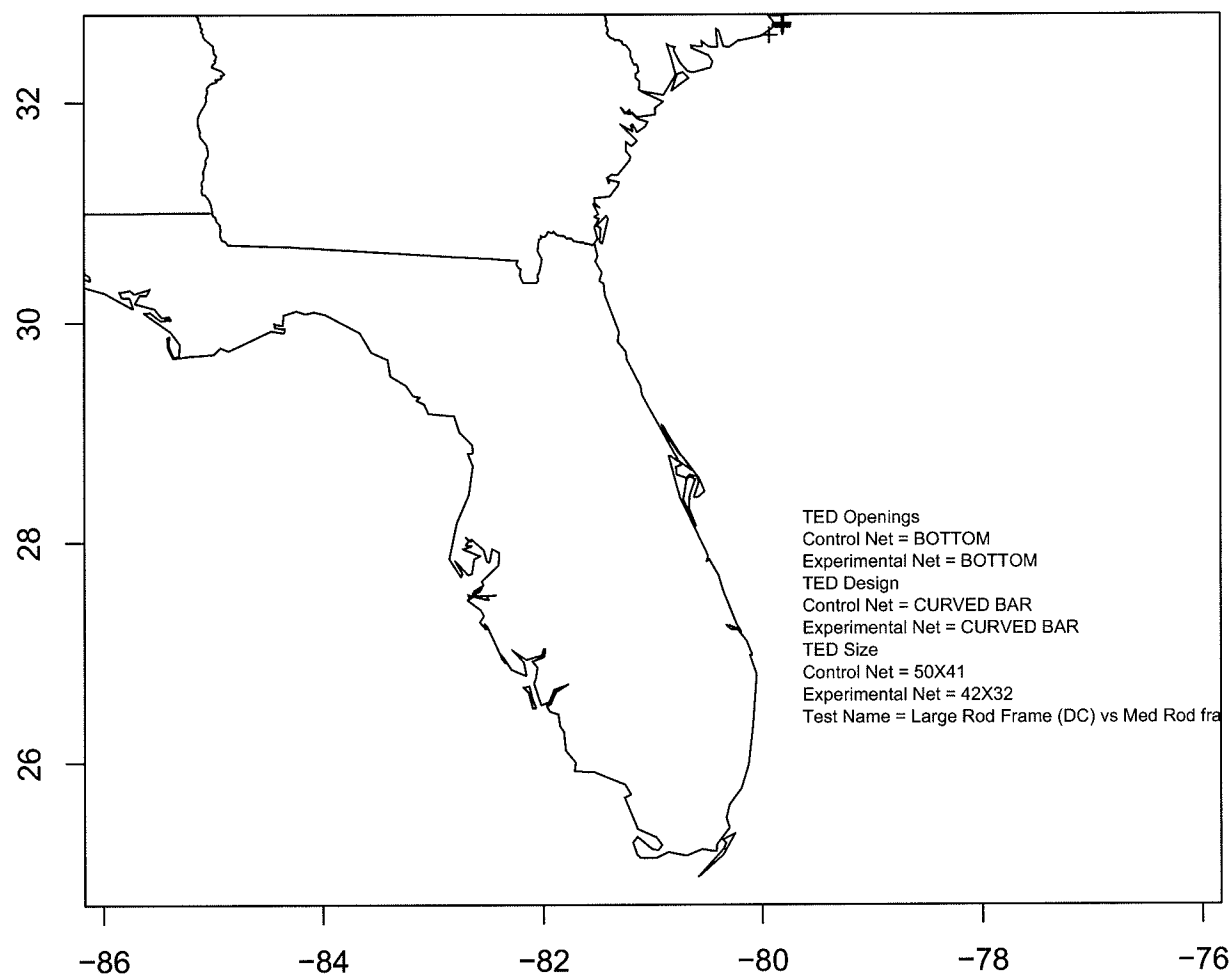 32
30
28
26
TED Openings
Control Net = BOTTOM
Experimental Net = BOTTOM
TED Design
Control Net = CURVED BAR
Experimental Net = CURVED BAR
TED Size
Control Net = 50X41
Experimental Net = 42X32
Test Name = Large Rod Frame (DC) vs Med Rod fra
−86 −84 −82 −80 −78 −76